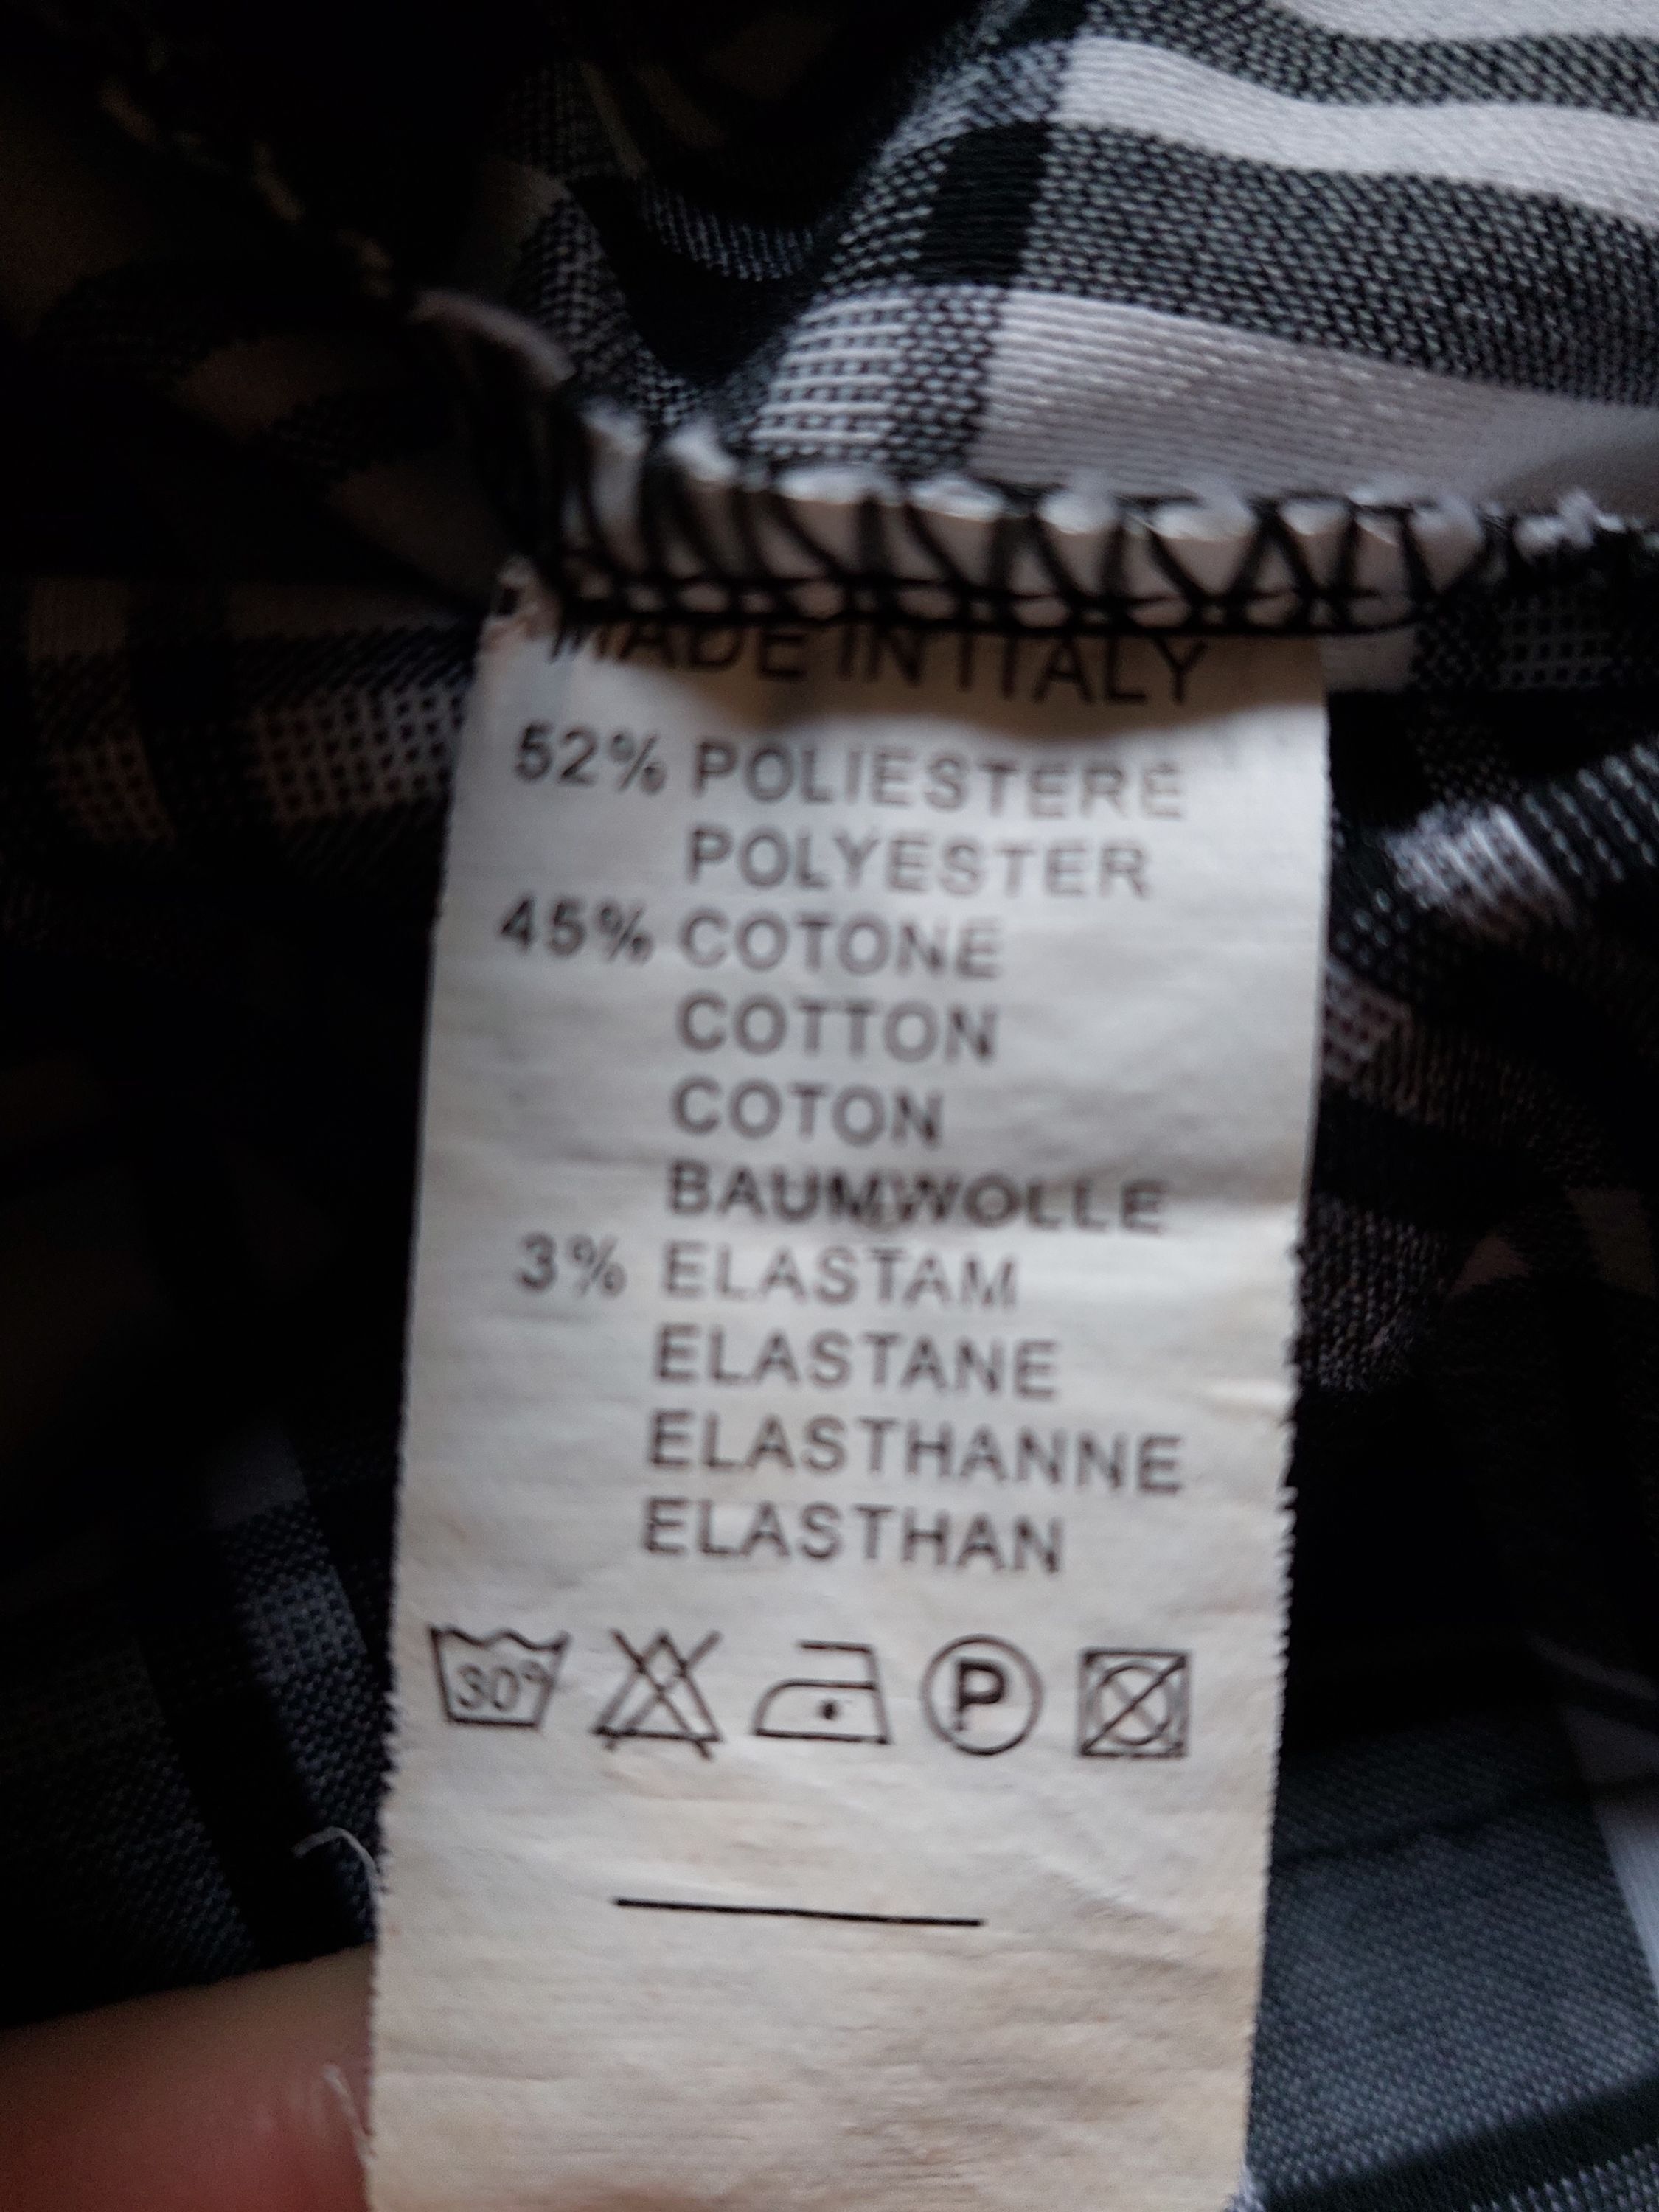 MADE IN ITALY
52% POLIESTERE
POLYESTER
45% COTONE
COTTON
COTON
BAUMWOLLE
3% ELASTAM
ELASTANE
ELASTHANNE
ELASTHAN
30° P